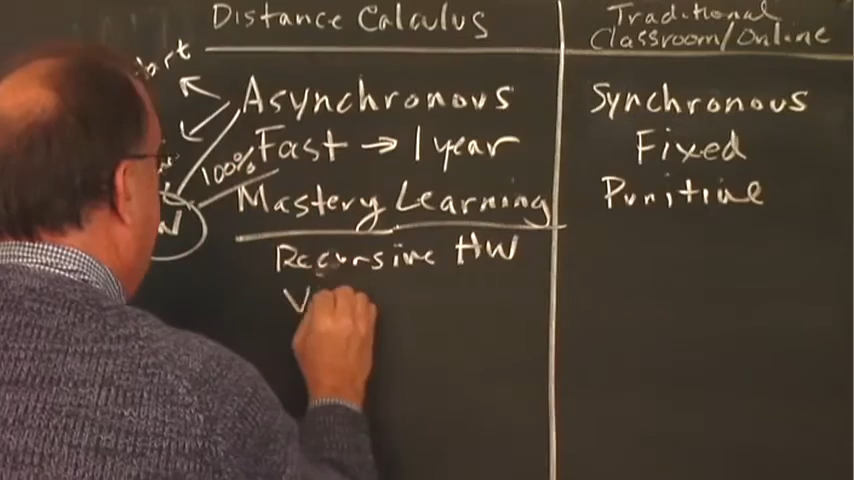 Distance Calculus
Traditional
Classroom/Online
Asynchronous
Synchronous
100% Fast → 1 year
Fixed
Mastery Learning
Punitive
Recursive HW